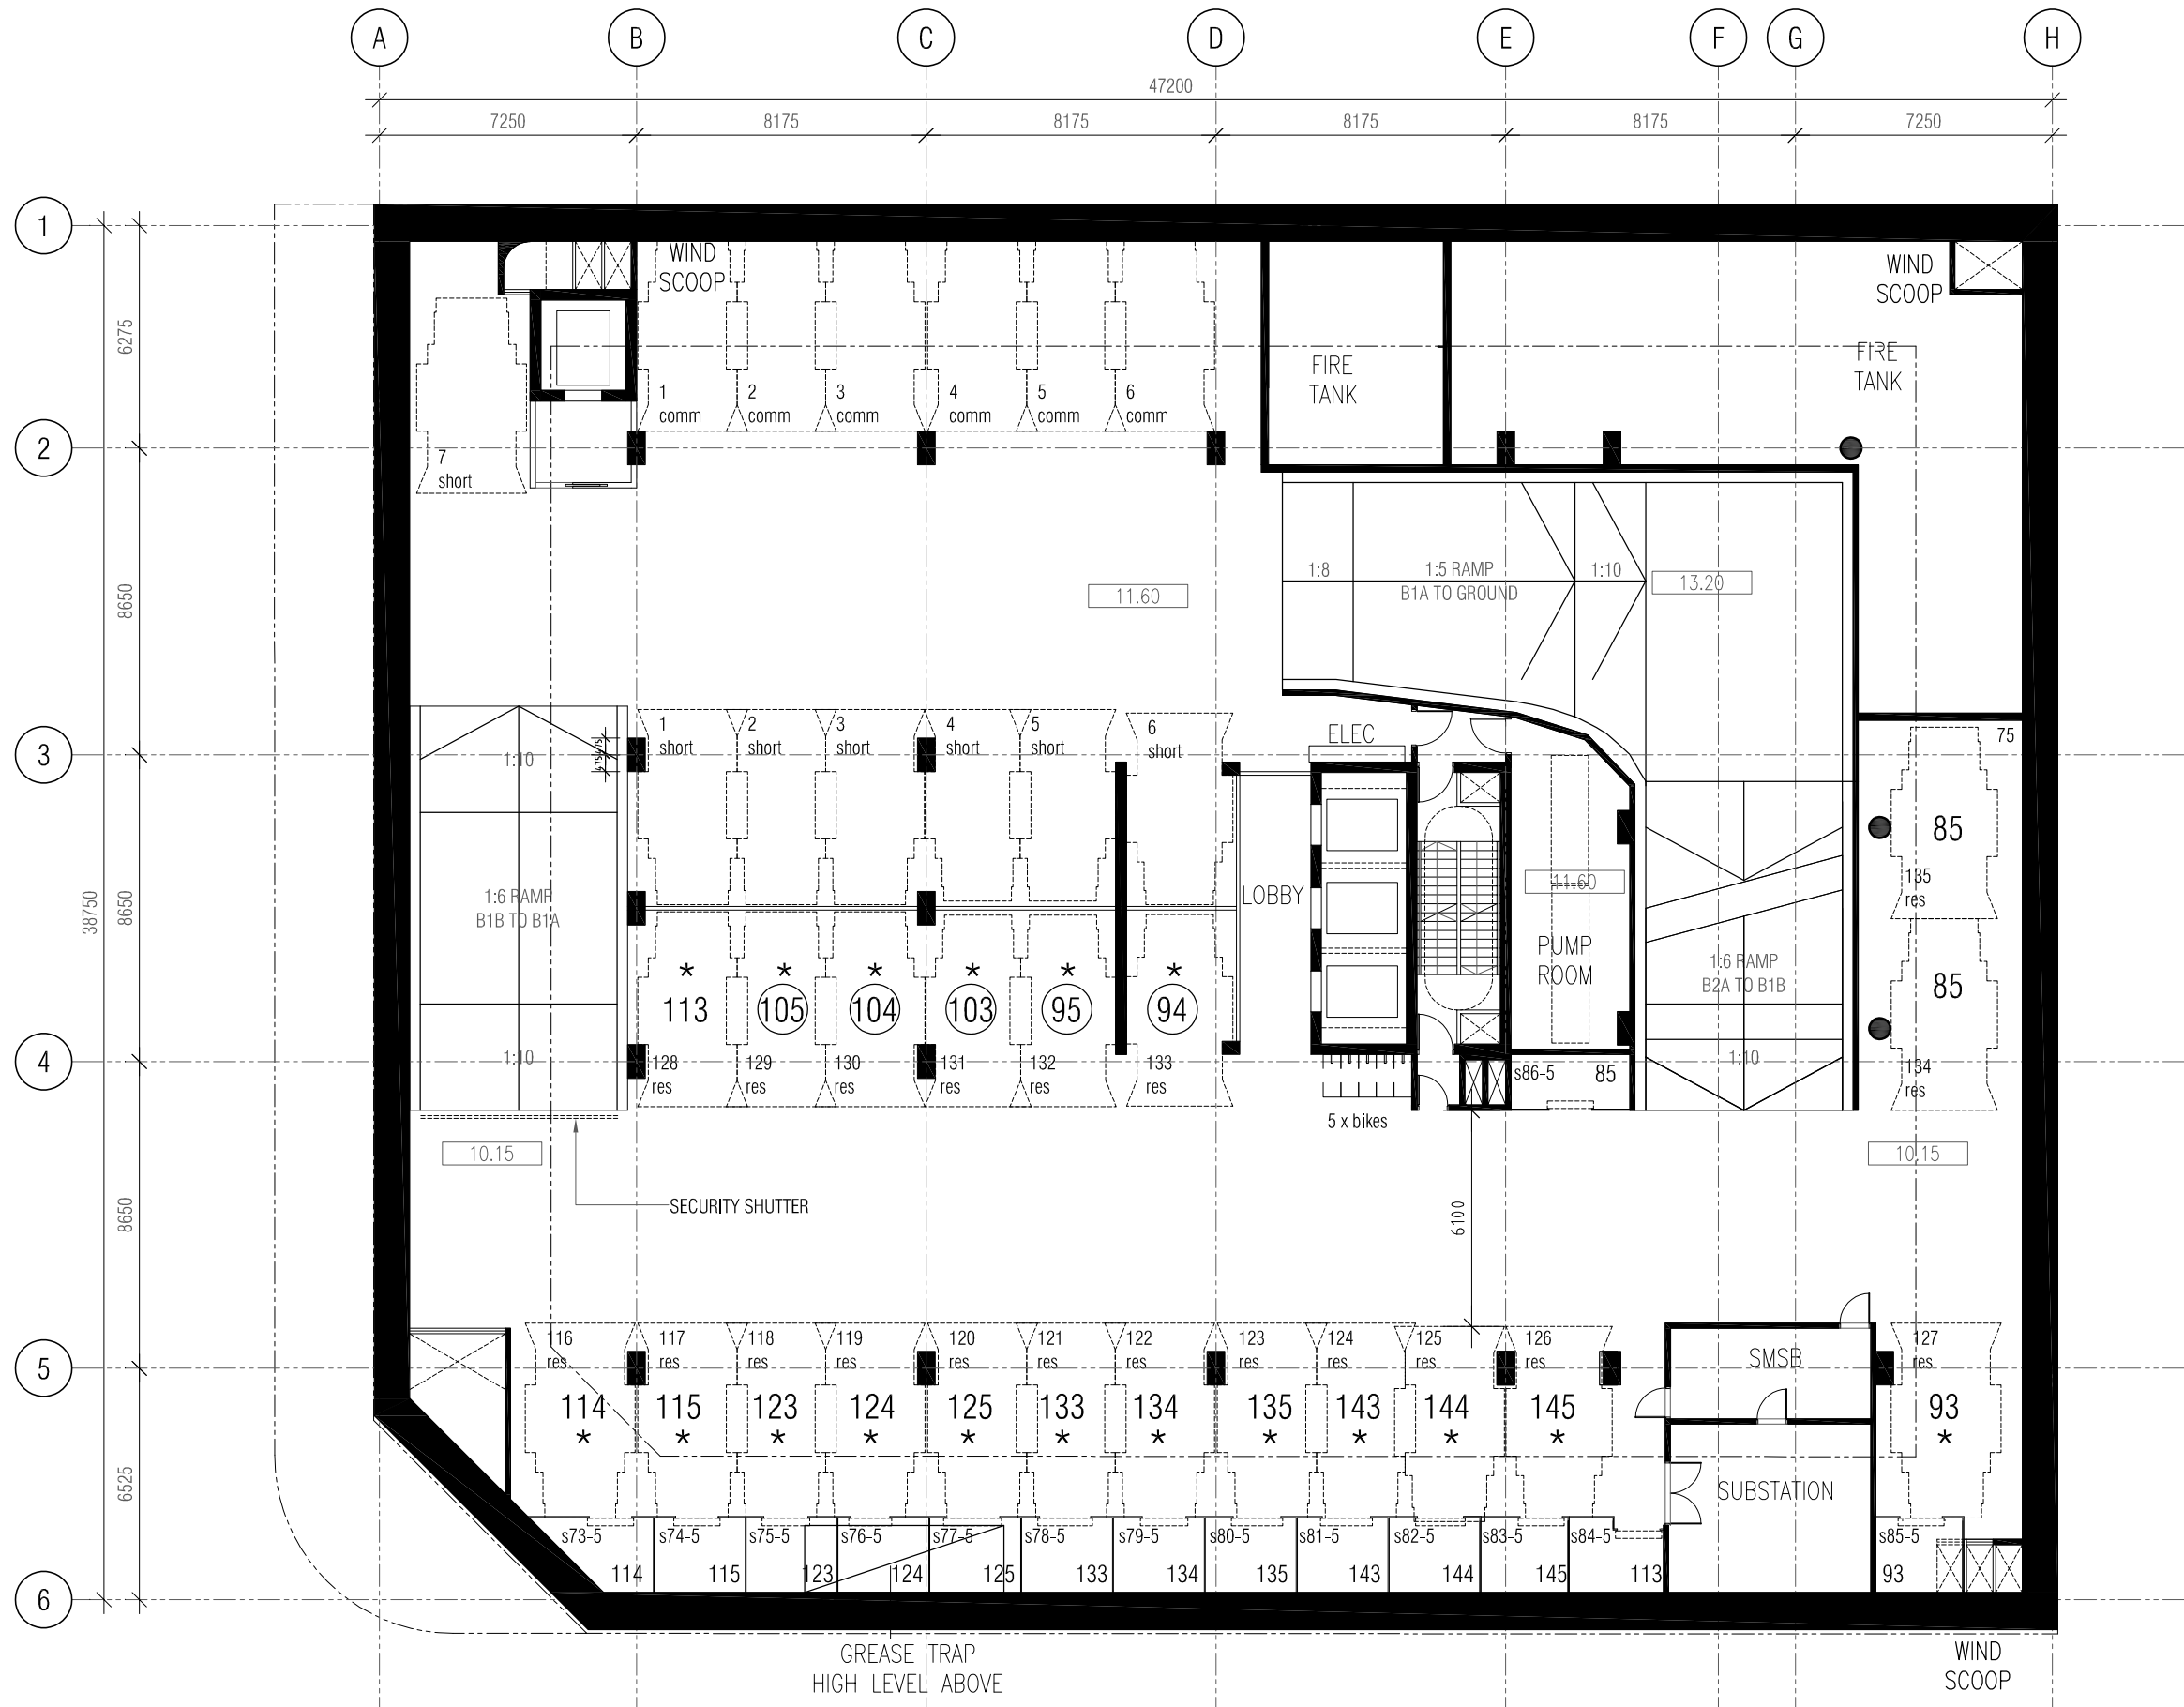 A B C D E F G H
47200
7250 8175 8175 8175 8175 7250
1
WIND
SCOOP
WIND
SCOOP
6275
FIRE
TANK
FIRE
TANK
1 2 3 4 5 6
comm comm comm comm comm comm
2
7
short
8650
1:8
1:5 RAMP
B1A TO GROUND
1:10
13.20
11.60
1 2 3 4 5 6
short short short short short short
ELEC
75
3
1:10
475 475
85
38750
8650
1:6 RAMP
B1B TO B1A
LOBBY
11.60
135
res
PUMP
ROOM
1:6 RAMP
B2A TO B1B
85
* * * * * *
113 105 104 103 95 94
4
1:10
128 129 130 131 132 133
res res res res res res
s86-5 85
1:10
134
res
5 x bikes
10.15
10.15
SECURITY SHUTTER
8650
6100
116 117 118 119 120 121 122 123 124 125 126 127
res res res res res res res res res res res res
5
SMSB
114 115 123 124 125 133 134 135 143 144 145 93
* * * * * * * * * * * *
6525
SUBSTATION
s73-5 s74-5 s75-5 s76-5 s77-5 s78-5 s79-5 s80-5 s81-5 s82-5 s83-5 s84-5 s85-5
114 115 123 124 125 133 134 135 143 144 145 113 93
6
GREASE TRAP
HIGH LEVEL ABOVE
WIND
SCOOP